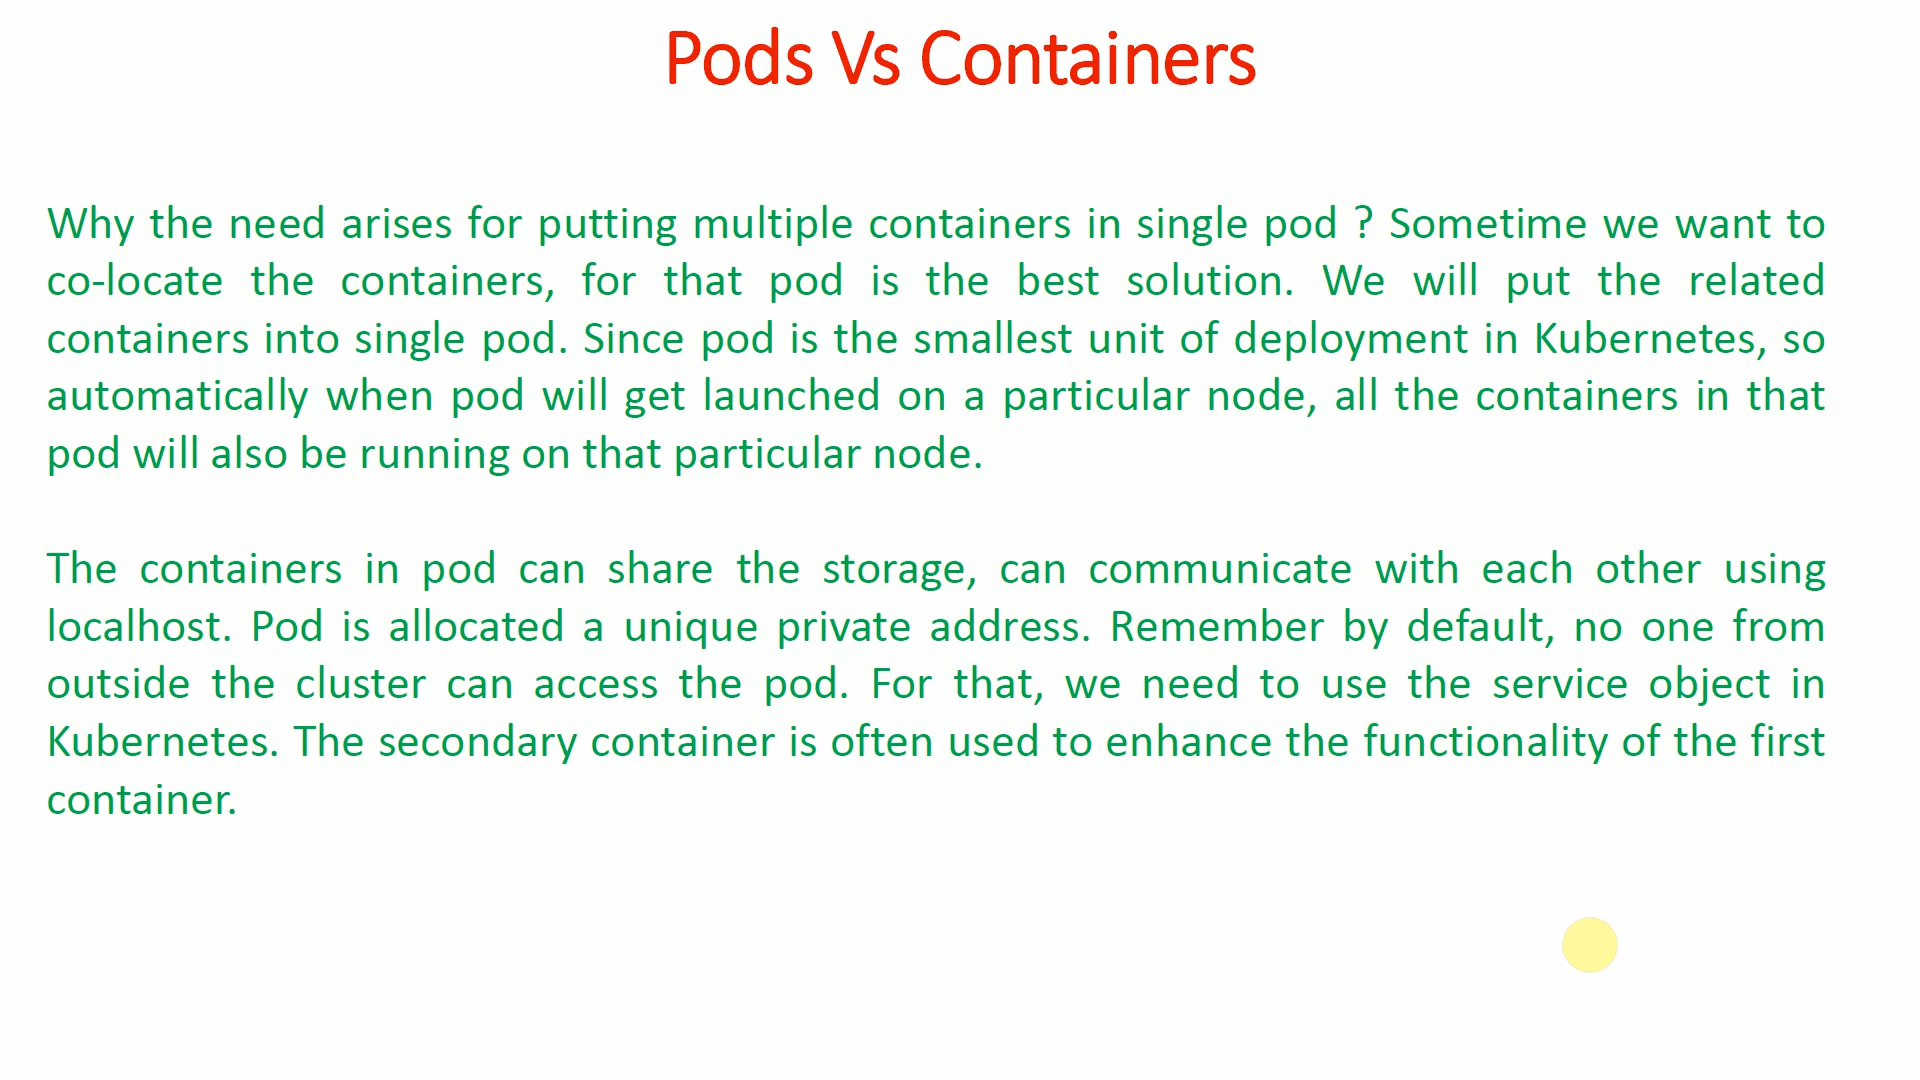 Pods Vs Containers
Why the need arises for putting multiple containers in single pod ? Sometime we want to
co-locate the containers, for that pod is the best solution. We will put the related
containers into single pod. Since pod is the smallest unit of deployment in Kubernetes, so
automatically when pod will get launched on a particular node, all the containers in that
pod will also be running on that particular node.
The containers in pod can share the storage, can communicate with each other using
localhost. Pod is allocated a unique private address. Remember by default, no one from
outside the cluster can access the pod. For that, we need to use the service object in
Kubernetes. The secondary container is often used to enhance the functionality of the first
container.